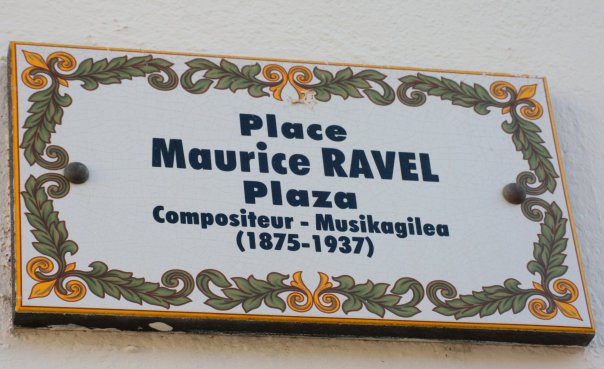 Place
Maurice RAVEL
Plaza
Compositeur - Musikagilea
(1875-1937)